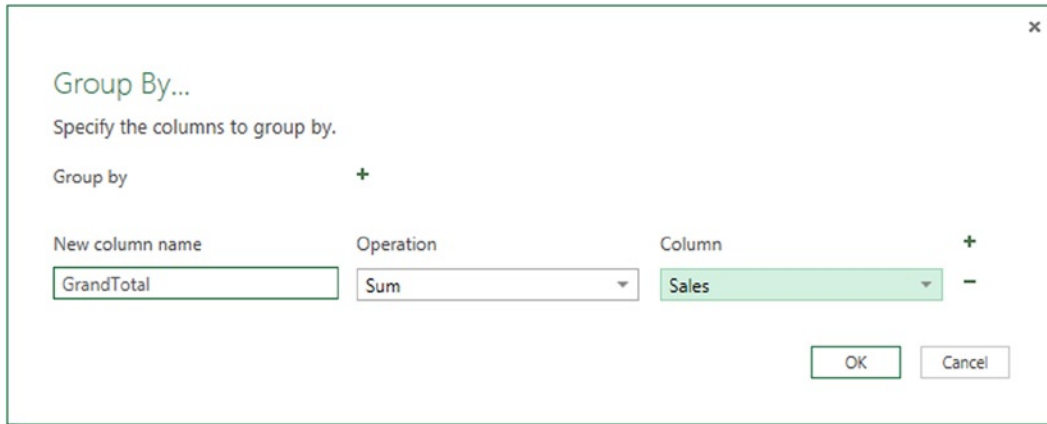 Group By...
Specify the columns to group by.
Group by +
New column name Operation Column +
GrandTotal Sum Sales −
OK Cancel